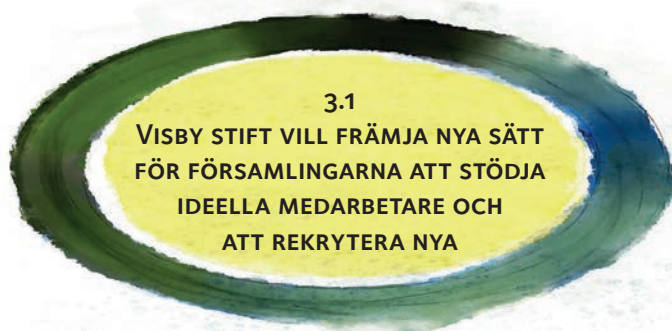 3.1
Visby stift vill främja nya sätt
för församlingarna att stödja
ideella medarbetare och
att rekrytera nya